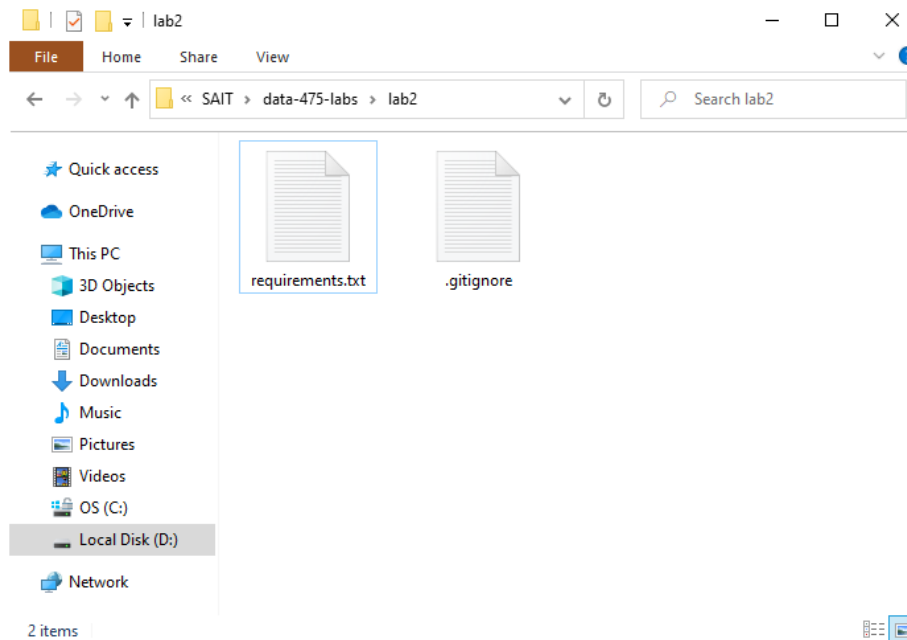 lab2
File Home Share View
« SAIT › data-475-labs › lab2 Search lab2
Quick access
OneDrive
This PC
3D Objects
Desktop
Documents
Downloads
Music
Pictures
Videos
OS (C:)
Local Disk (D:)
Network
requirements.txt .gitignore
2 items